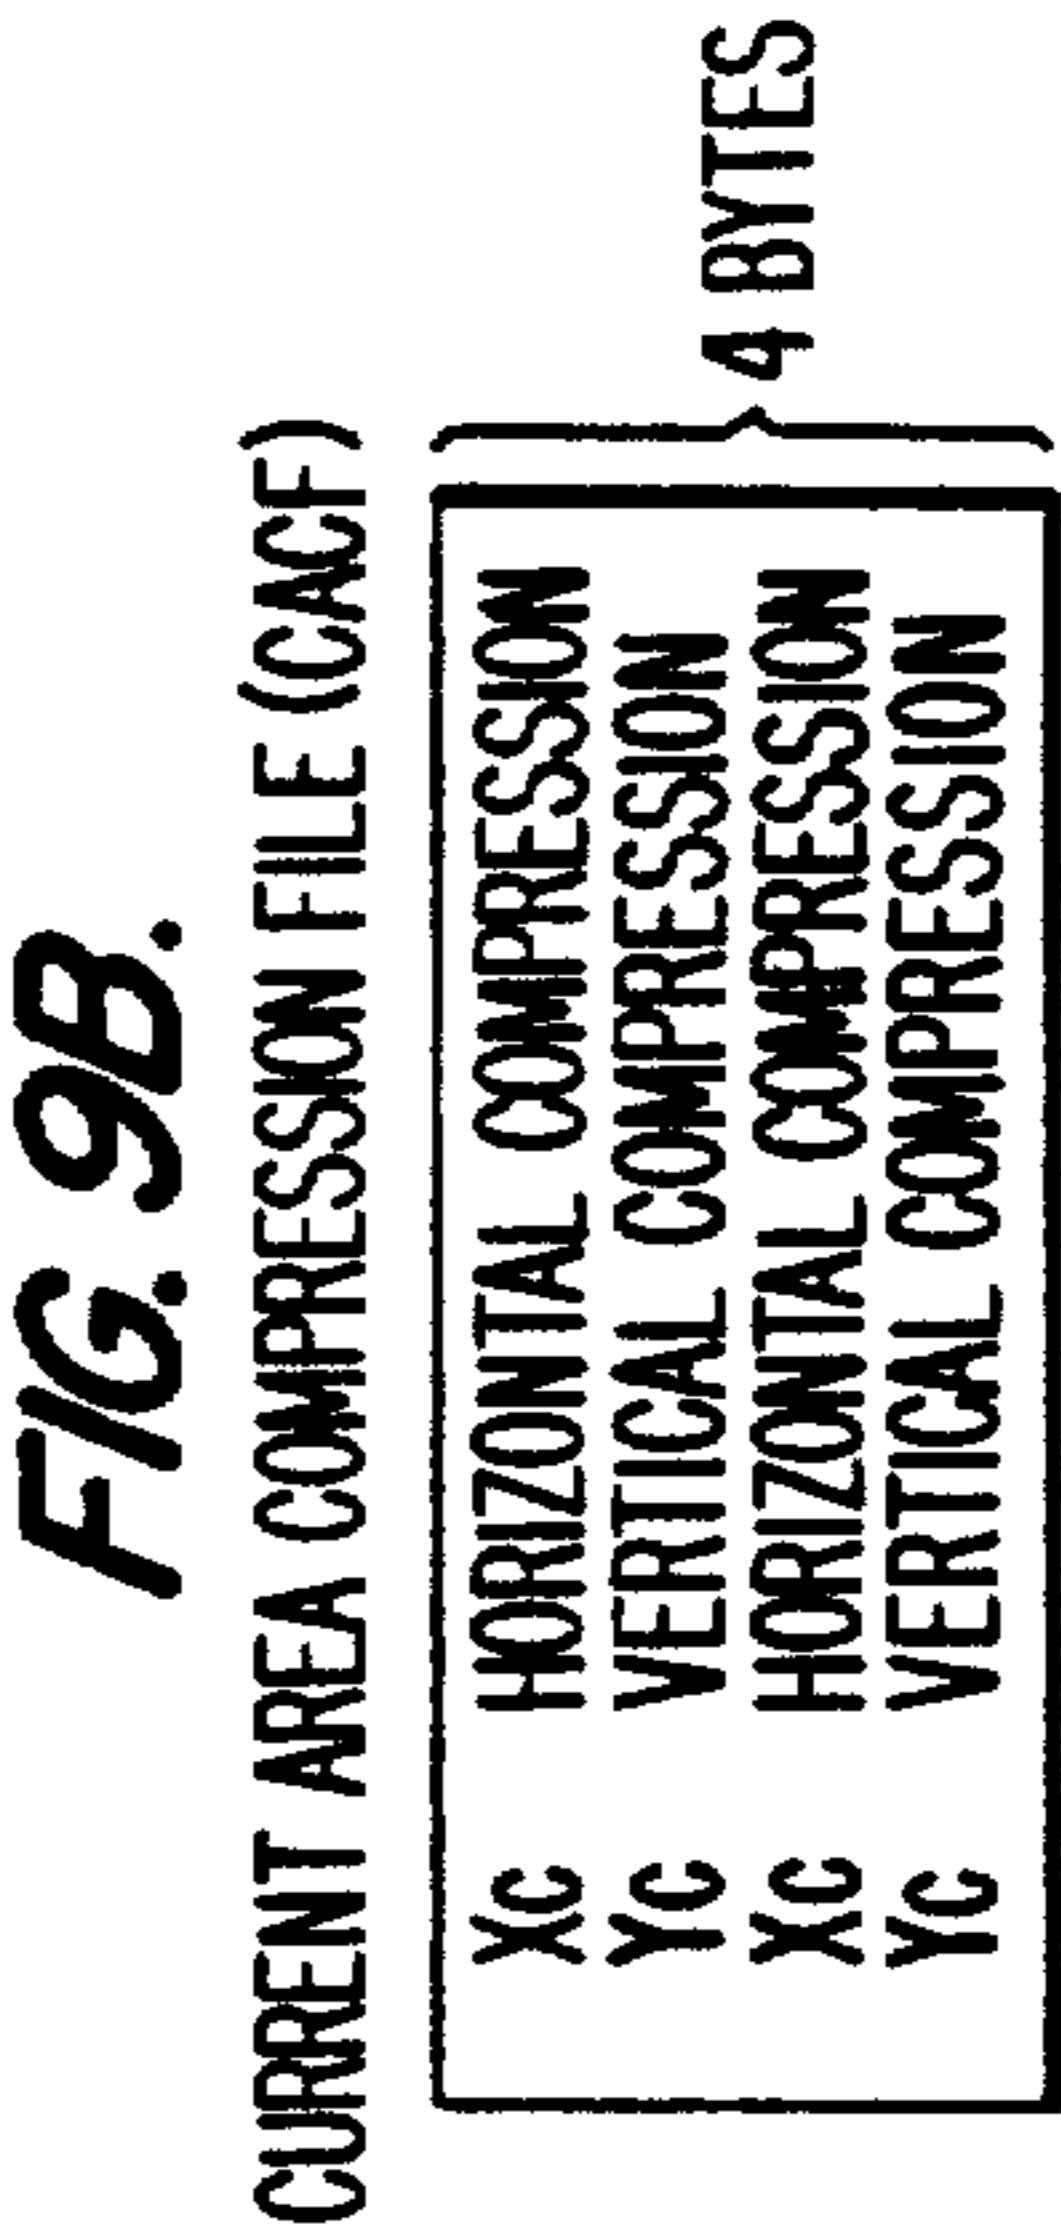 FIG. 9B.
CURRENT AREA COMPRESSION FILE (CACF)
XC HORIZONTAL COMPRESSION
YC VERTICAL COMPRESSION
XC HORIZONTAL COMPRESSION
YC VERTICAL COMPRESSION
4 BYTES